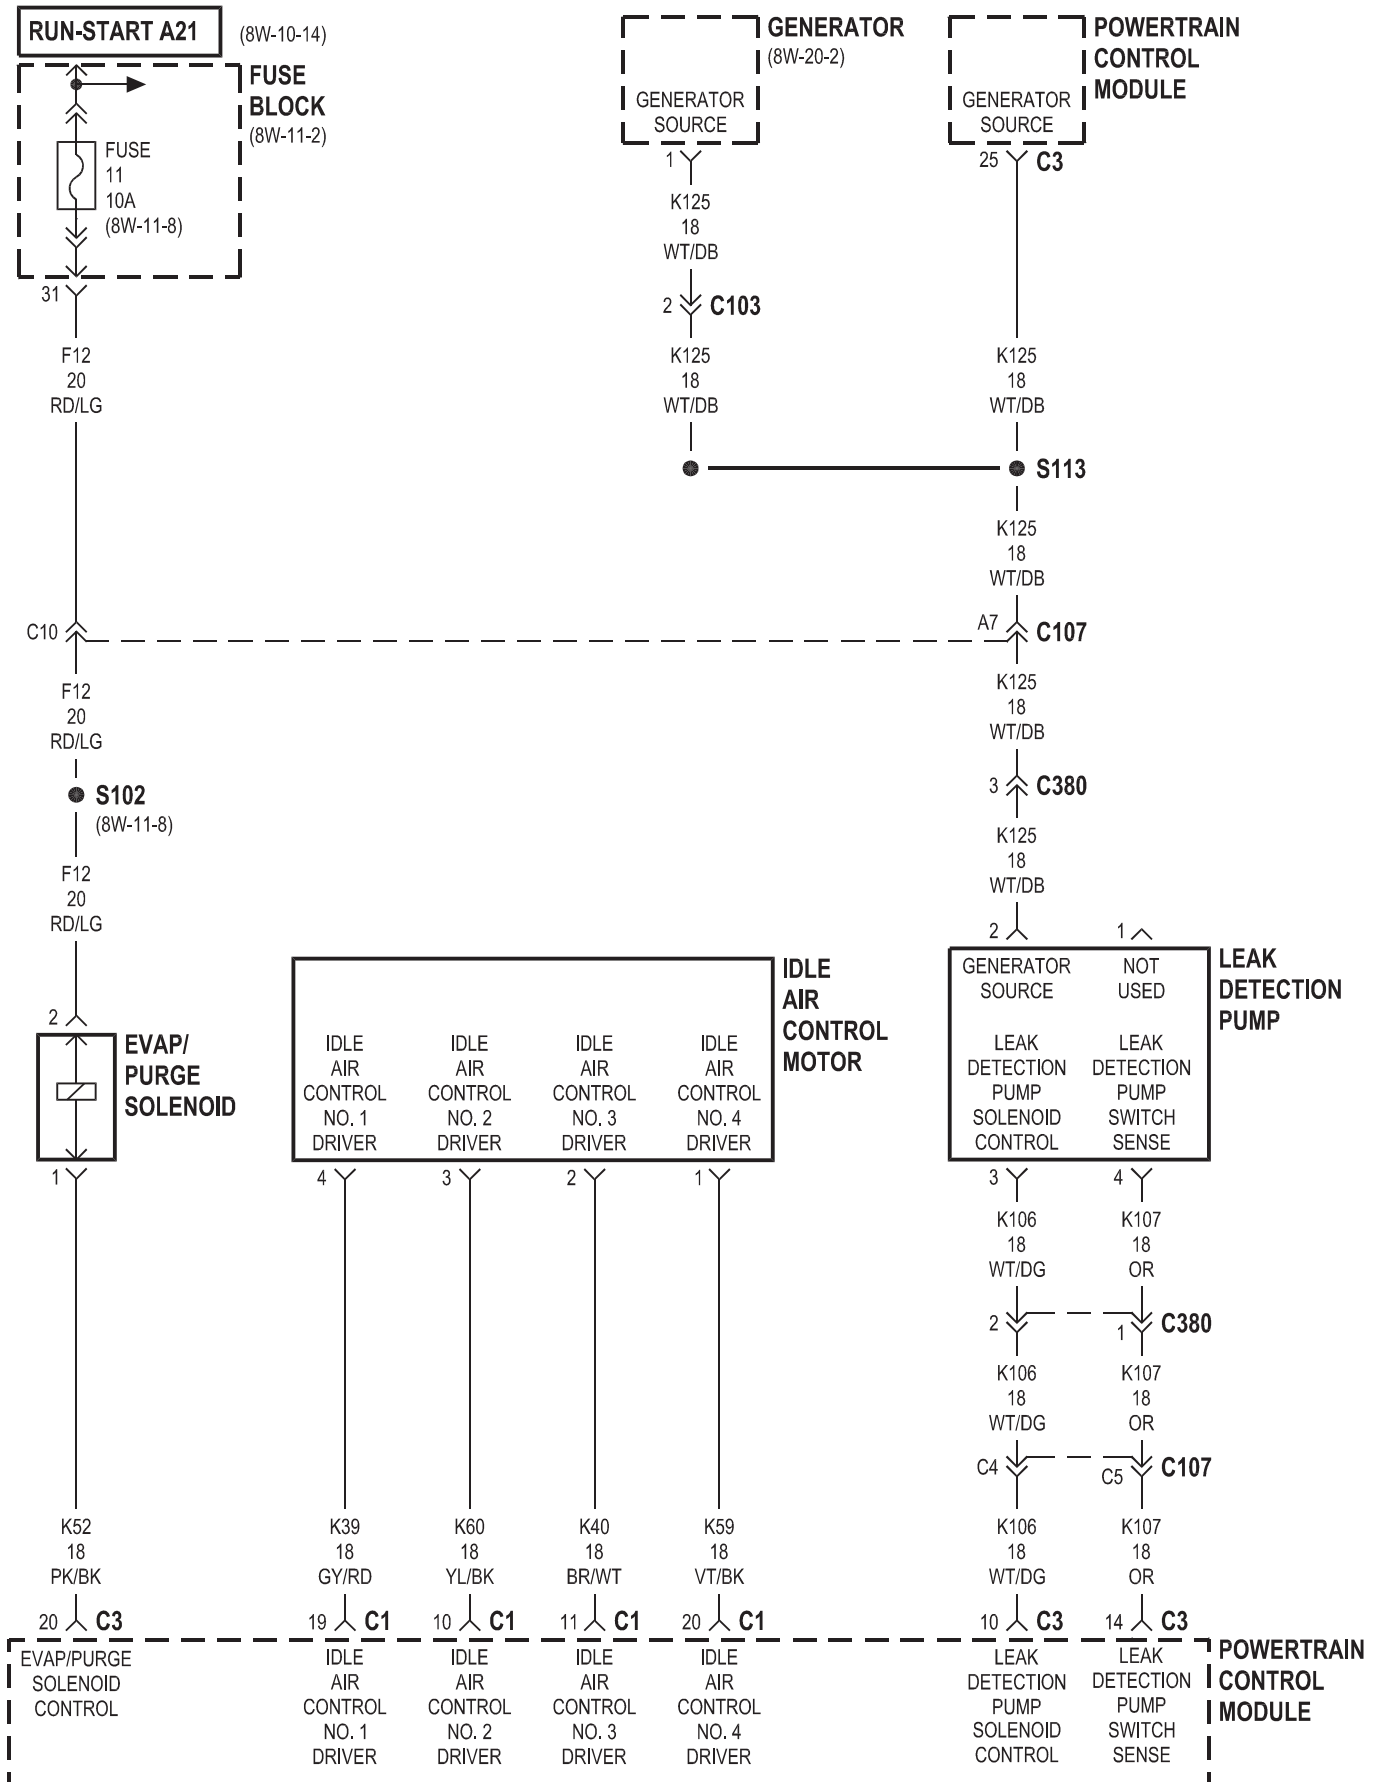 RUN-START A21
(8W-10-14)
FUSE
BLOCK
(8W-11-2)
FUSE
11
10A
(8W-11-8)
31
F12
20
RD/LG
C10
F12
20
RD/LG
S102
(8W-11-8)
F12
20
RD/LG
2
EVAP/
PURGE
SOLENOID
1
K52
18
PK/BK
20
C3
EVAP/PURGE
SOLENOID
CONTROL
GENERATOR
(8W-20-2)
GENERATOR
SOURCE
1
K125
18
WT/DB
2
C103
K125
18
WT/DB
POWERTRAIN
CONTROL
MODULE
GENERATOR
SOURCE
25
C3
K125
18
WT/DB
S113
K125
18
WT/DB
A7
C107
K125
18
WT/DB
3
C380
K125
18
WT/DB
2
1
GENERATOR
SOURCE
NOT
USED
LEAK
DETECTION
PUMP
LEAK
DETECTION
PUMP
SOLENOID
CONTROL
LEAK
DETECTION
PUMP
SWITCH
SENSE
IDLE
AIR
CONTROL
MOTOR
IDLE
AIR
CONTROL
NO. 1
DRIVER
IDLE
AIR
CONTROL
NO. 2
DRIVER
IDLE
AIR
CONTROL
NO. 3
DRIVER
IDLE
AIR
CONTROL
NO. 4
DRIVER
4
3
2
1
K39
18
GY/RD
K60
18
YL/BK
K40
18
BR/WT
K59
18
VT/BK
19
C1
10
C1
11
C1
20
C1
IDLE
AIR
CONTROL
NO. 1
DRIVER
IDLE
AIR
CONTROL
NO. 2
DRIVER
IDLE
AIR
CONTROL
NO. 3
DRIVER
IDLE
AIR
CONTROL
NO. 4
DRIVER
3
4
K106
18
WT/DG
K107
18
OR
2
1
C380
K106
18
WT/DG
K107
18
OR
C4
C5
C107
K106
18
WT/DG
K107
18
OR
10
C3
14
C3
LEAK
DETECTION
PUMP
SOLENOID
CONTROL
LEAK
DETECTION
PUMP
SWITCH
SENSE
POWERTRAIN
CONTROL
MODULE